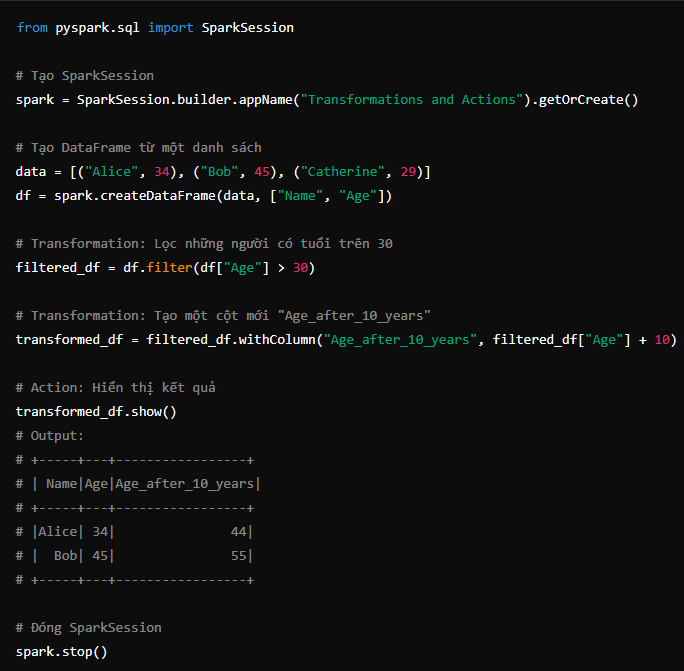 from pyspark.sql import SparkSession
# Tạo SparkSession
spark = SparkSession.builder.appName("Transformations and Actions").getOrCreate()
# Tạo DataFrame từ một danh sách
data = [("Alice", 34), ("Bob", 45), ("Catherine", 29)]
df = spark.createDataFrame(data, ["Name", "Age"])
# Transformation: Lọc những người có tuổi trên 30
filtered_df = df.filter(df["Age"] > 30)
# Transformation: Tạo một cột mới "Age_after_10_years"
transformed_df = filtered_df.withColumn("Age_after_10_years", filtered_df["Age"] + 10)
# Action: Hiển thị kết quả
transformed_df.show()
# Output:
# +-----+---+-----------------+
# | Name|Age|Age_after_10_years|
# +-----+---+-----------------+
# |Alice| 34|               44|
# |  Bob| 45|               55|
# +-----+---+-----------------+
# Đóng SparkSession
spark.stop()